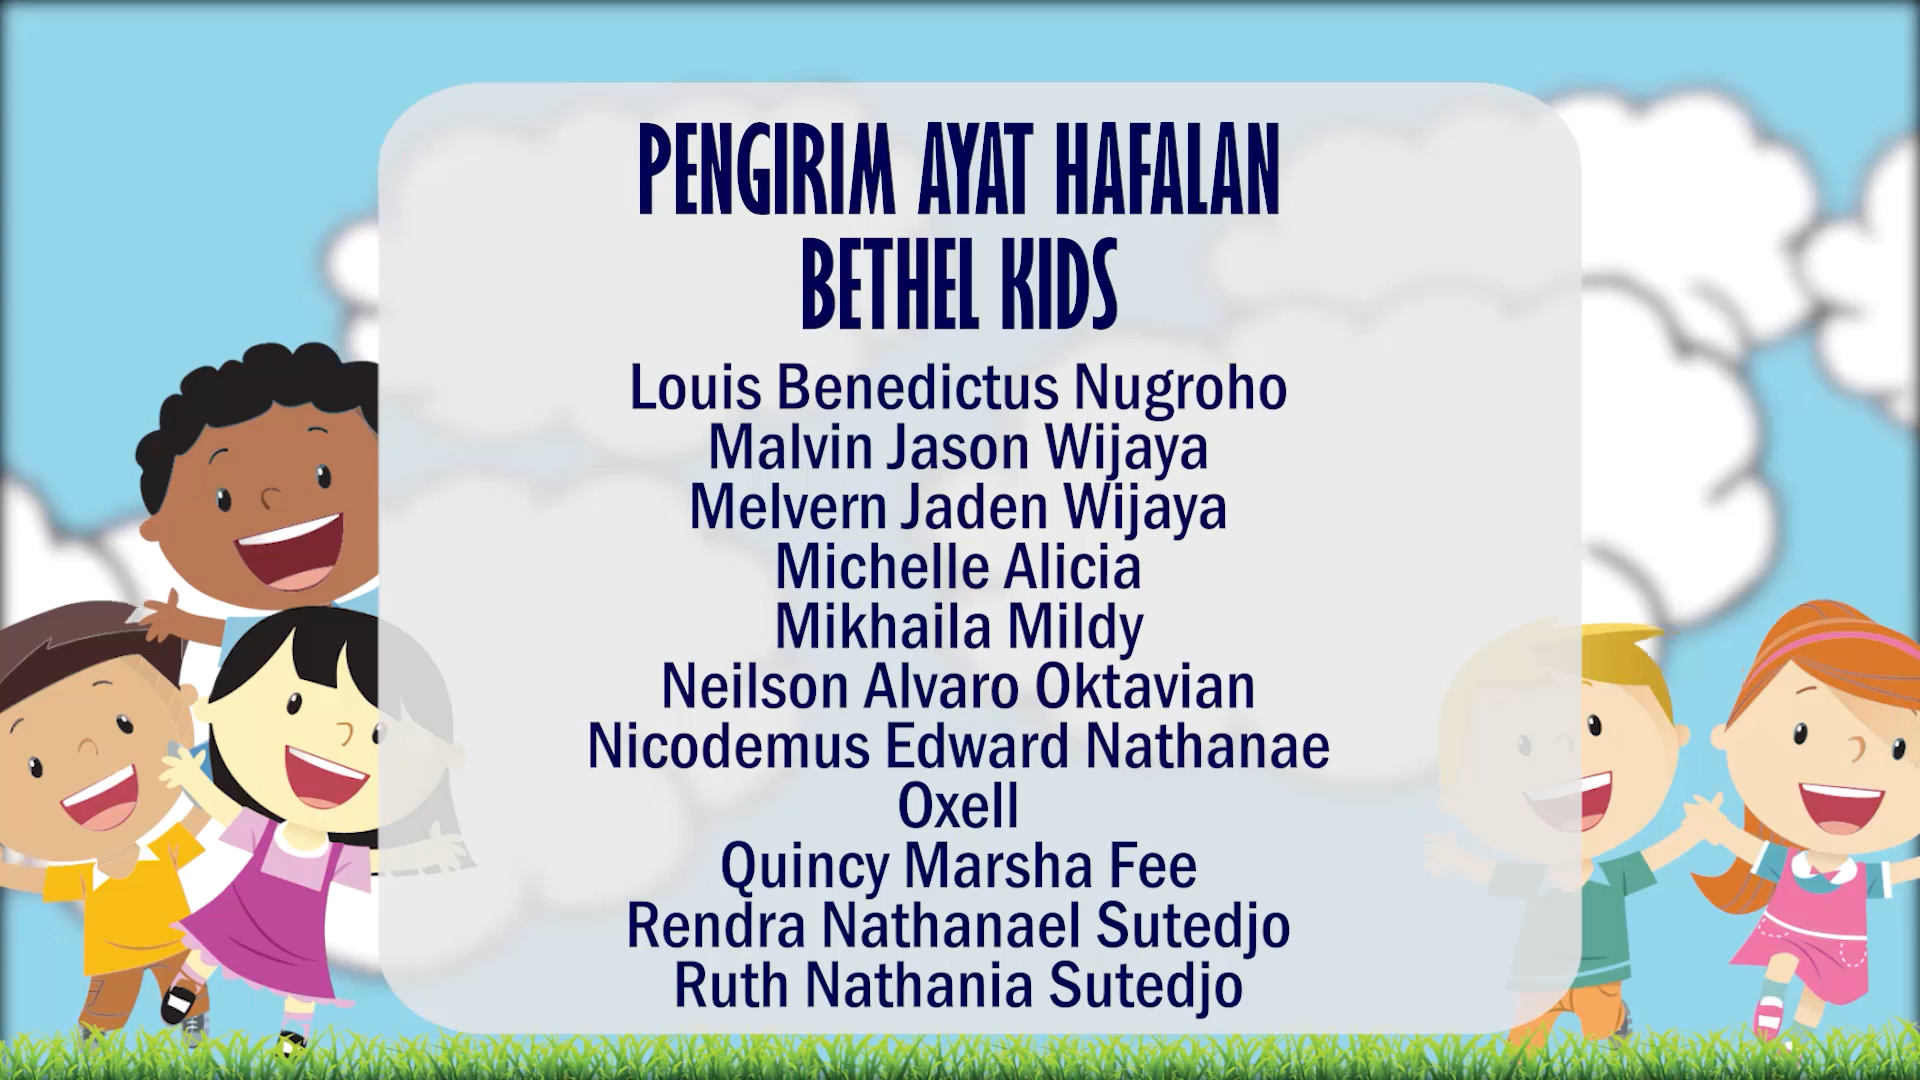 PENGIRIM AYAT HAFALAN
BETHEL KIDS
Louis Benedictus Nugroho
Malvin Jason Wijaya
Melvern Jaden Wijaya
Michelle Alicia
Mikhaila Mildy
Neilson Alvaro Oktavian
Nicodemus Edward Nathanae
Oxell
Quincy Marsha Fee
Rendra Nathanael Sutedjo
Ruth Nathania Sutedjo